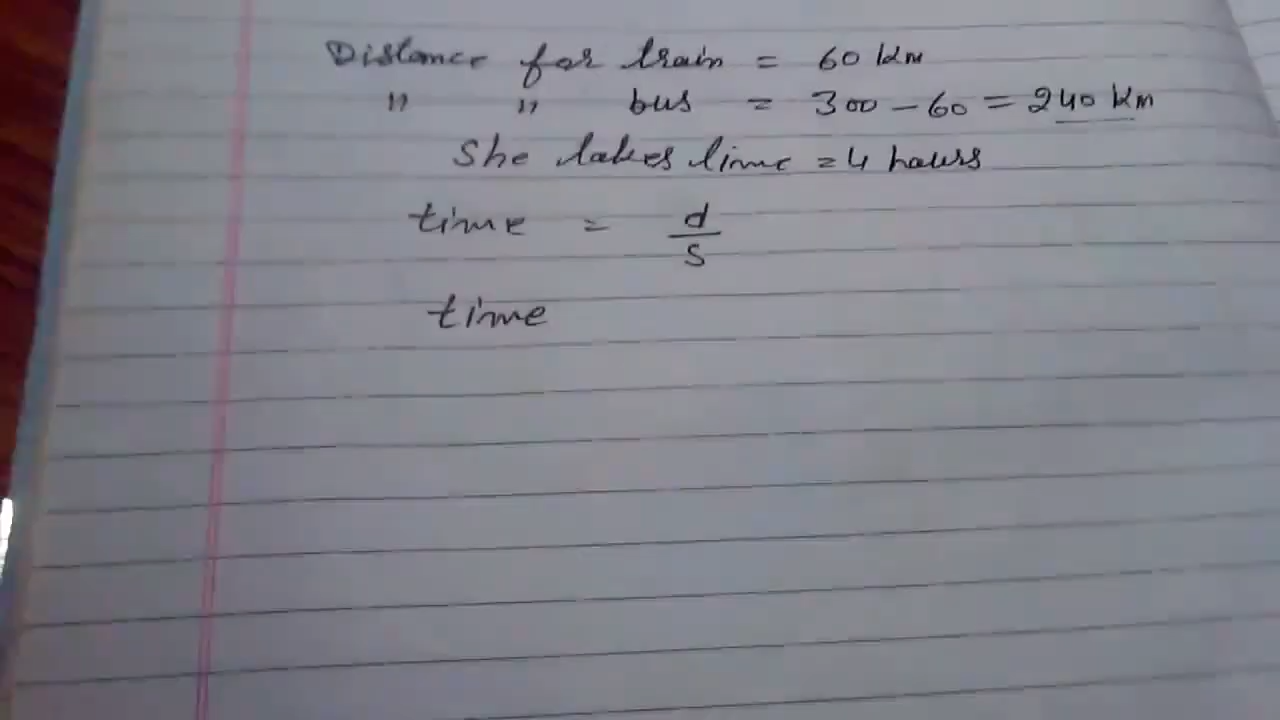 Distance for train = 60 km
" " bus = 300 - 60 = 240 km
She takes time = 4 hours
time = d/s
time